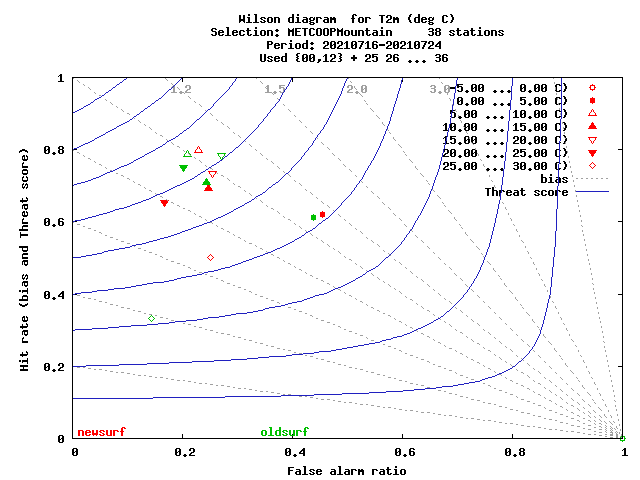 Wilson diagram  for T2m (deg C)
Selection: METCOOPMountain     38 stations
Period: 20210716-20210724
Used {00,12} + 25 26 ... 36
1.2 1.5 2.0 3.0
-5.00 ... 0.00 C)
0.00 ... 5.00 C)
5.00 ... 10.00 C)
10.00 ... 15.00 C)
15.00 ... 20.00 C)
20.00 ... 25.00 C)
25.00 ... 30.00 C)
bias
Threat score
1
0.8
0.6
0.4
0.2
0
Hit rate (bias and Threat score)
newsurf oldsurf
0 0.2 0.4 0.6 0.8 1
False alarm ratio